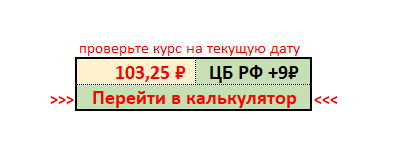 проверьте курс на текущую дату
103,25 ₽ ЦБ РФ +9₽
>>> Перейти в калькулятор <<<